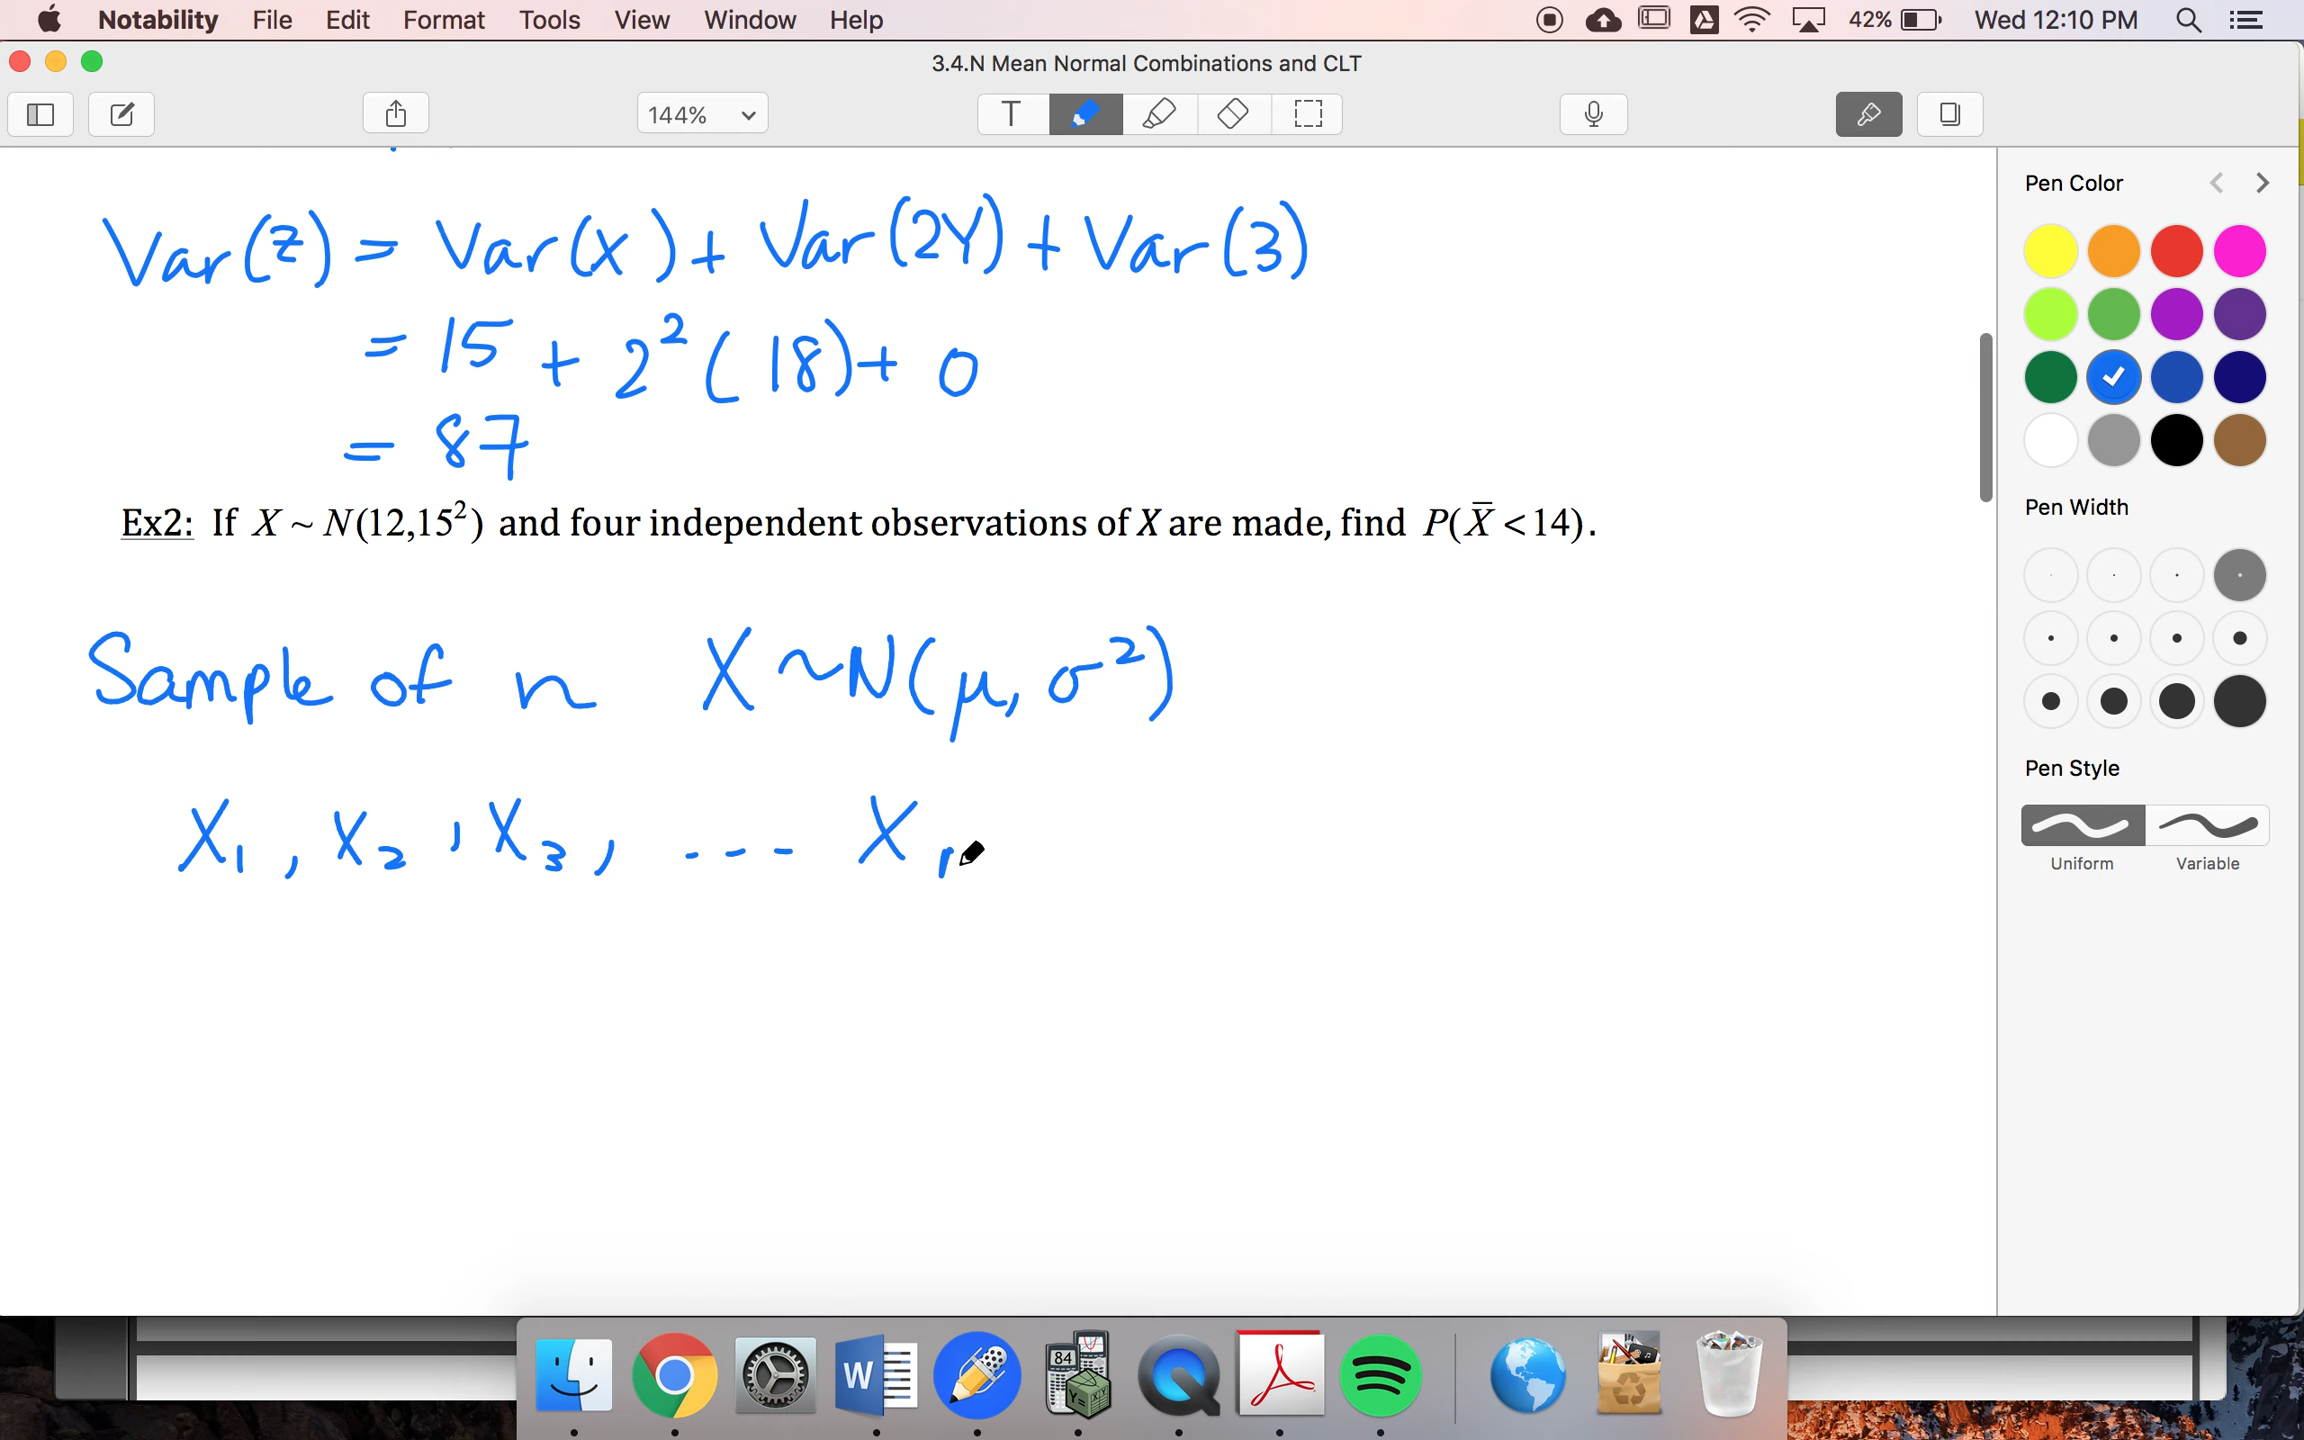 Notability File Edit Format Tools View Window Help 42% Wed 12:10 PM
3.4.N Mean Normal Combinations and CLT
144% T
Pen Color
Var(Z) = Var(X) + Var(2Y) + Var(3)
= 15 + 2² ( 18) + 0
= 87
Ex2: If X ~ N(12,15²) and four independent observations of X are made, find P(X̄ < 14).
Sample of n X ~ N(μ, σ²)
X₁ , X₂ , X₃ , --- X
Pen Width
Pen Style
Uniform Variable
84
W